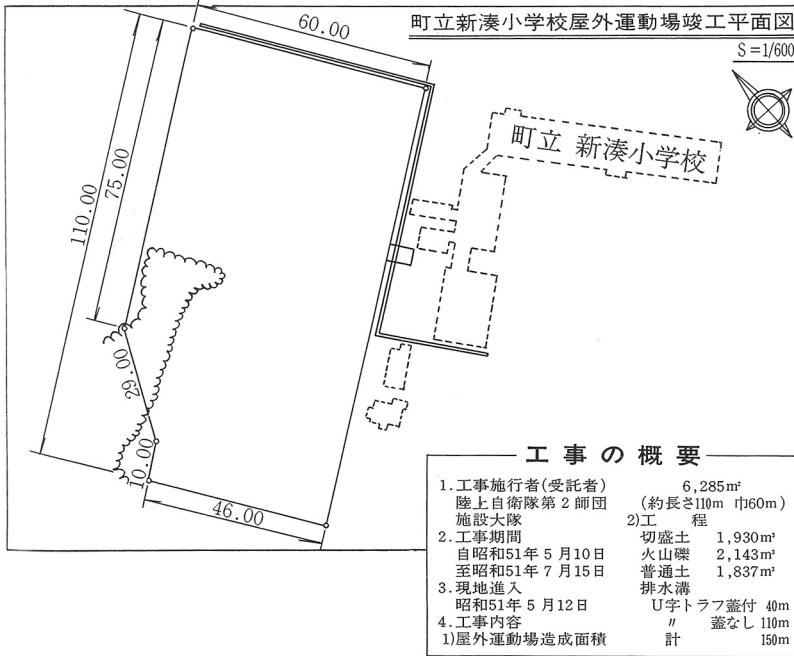 町立新湊小学校屋外運動場竣工平面図
S=1/600
60.00
75.00
110.00
29.00
10.00
46.00
町立 新湊小学校
工事の概要
1.工事施行者(受託者)
陸上自衛隊第2師団
施設大隊
2.工事期間
自昭和51年5月10日
至昭和51年7月15日
3.現地進入
昭和51年5月12日
4.工事内容
1)屋外運動場造成面積
6,285㎡
(約長さ110m 巾60m)
2)工 程
切盛土 1,930㎥
火山礫 2,143㎥
普通土 1,837㎥
排水溝
U字トラフ蓋付 40m
〃 蓋なし 110m
計 150m